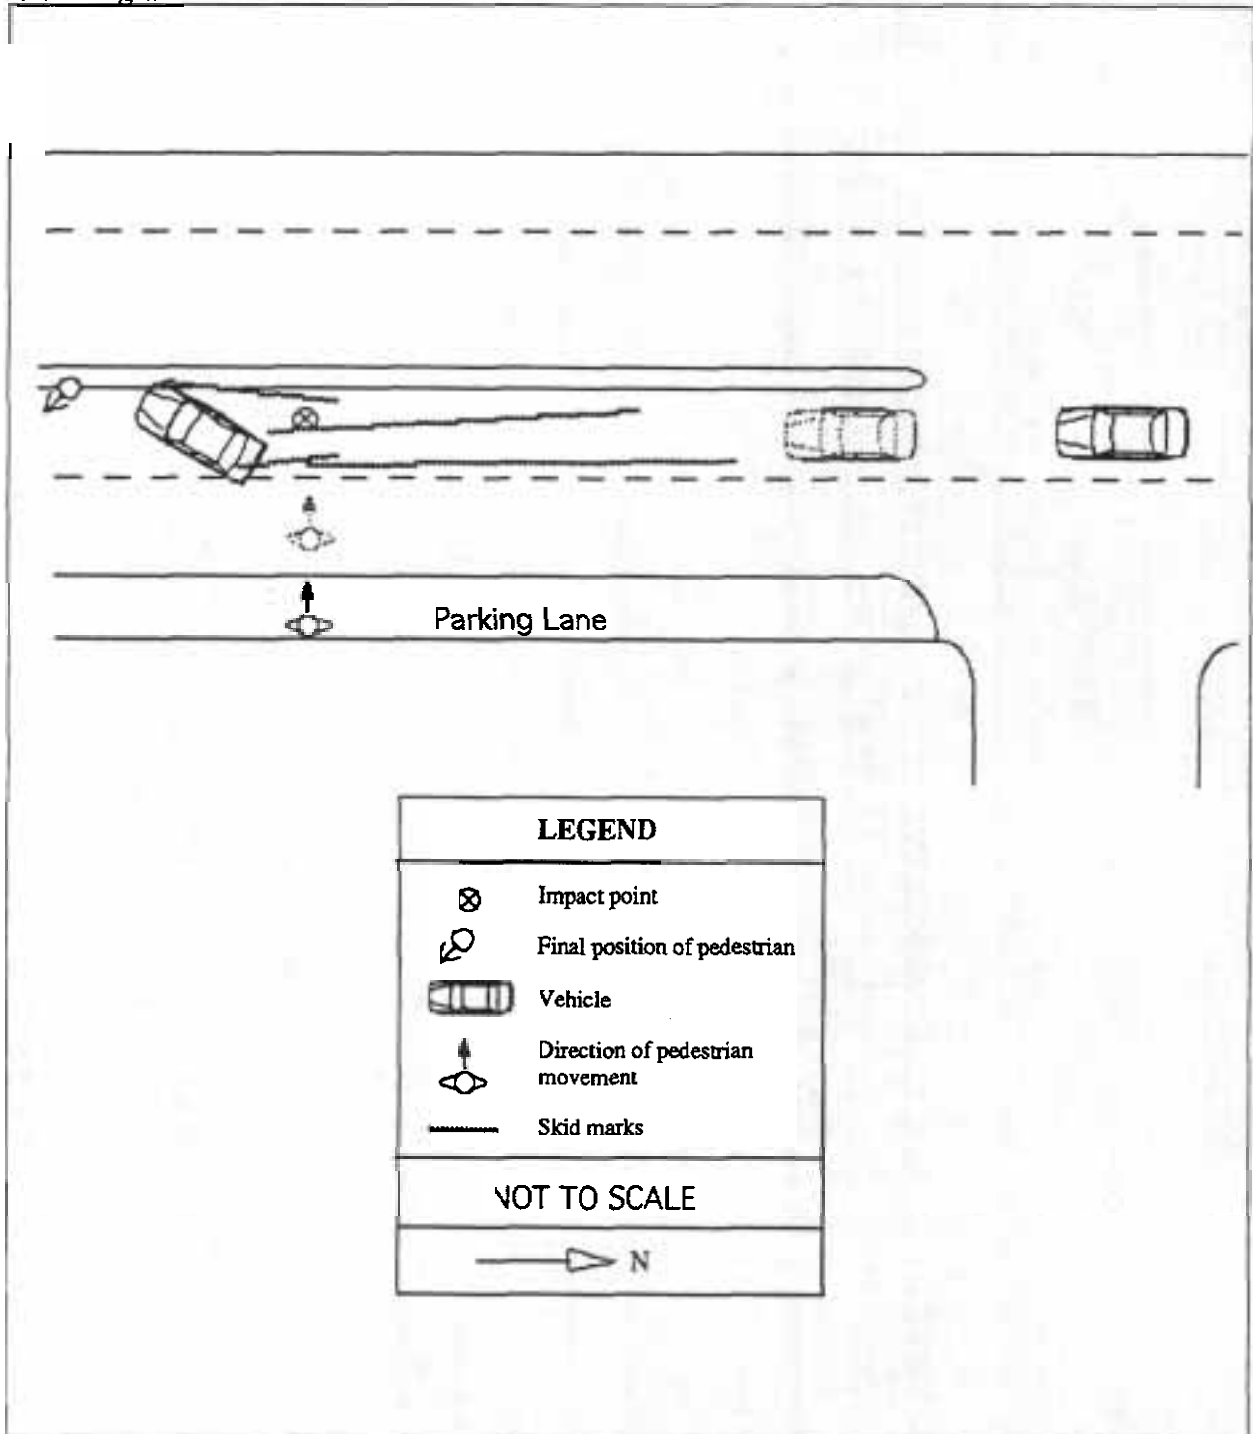 Parking Lane
LEGEND
Impact point
Final position of pedestrian
Vehicle
Direction of pedestrian
movement
Skid marks
NOT TO SCALE
N